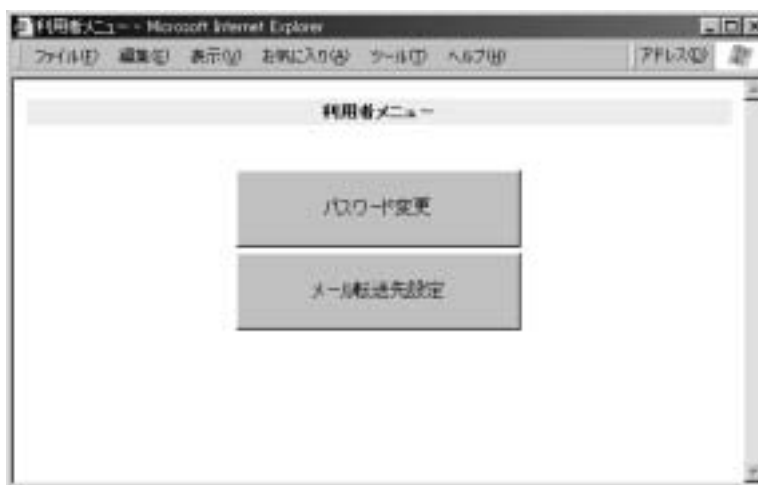 利用者メニュー - Microsoft Internet Explorer
ファイル(F) 編集(E) 表示(V) お気に入り(A) ツール(T) ヘルプ(H) アドレス(D)
利用者メニュー
パスワード変更
メール転送先設定